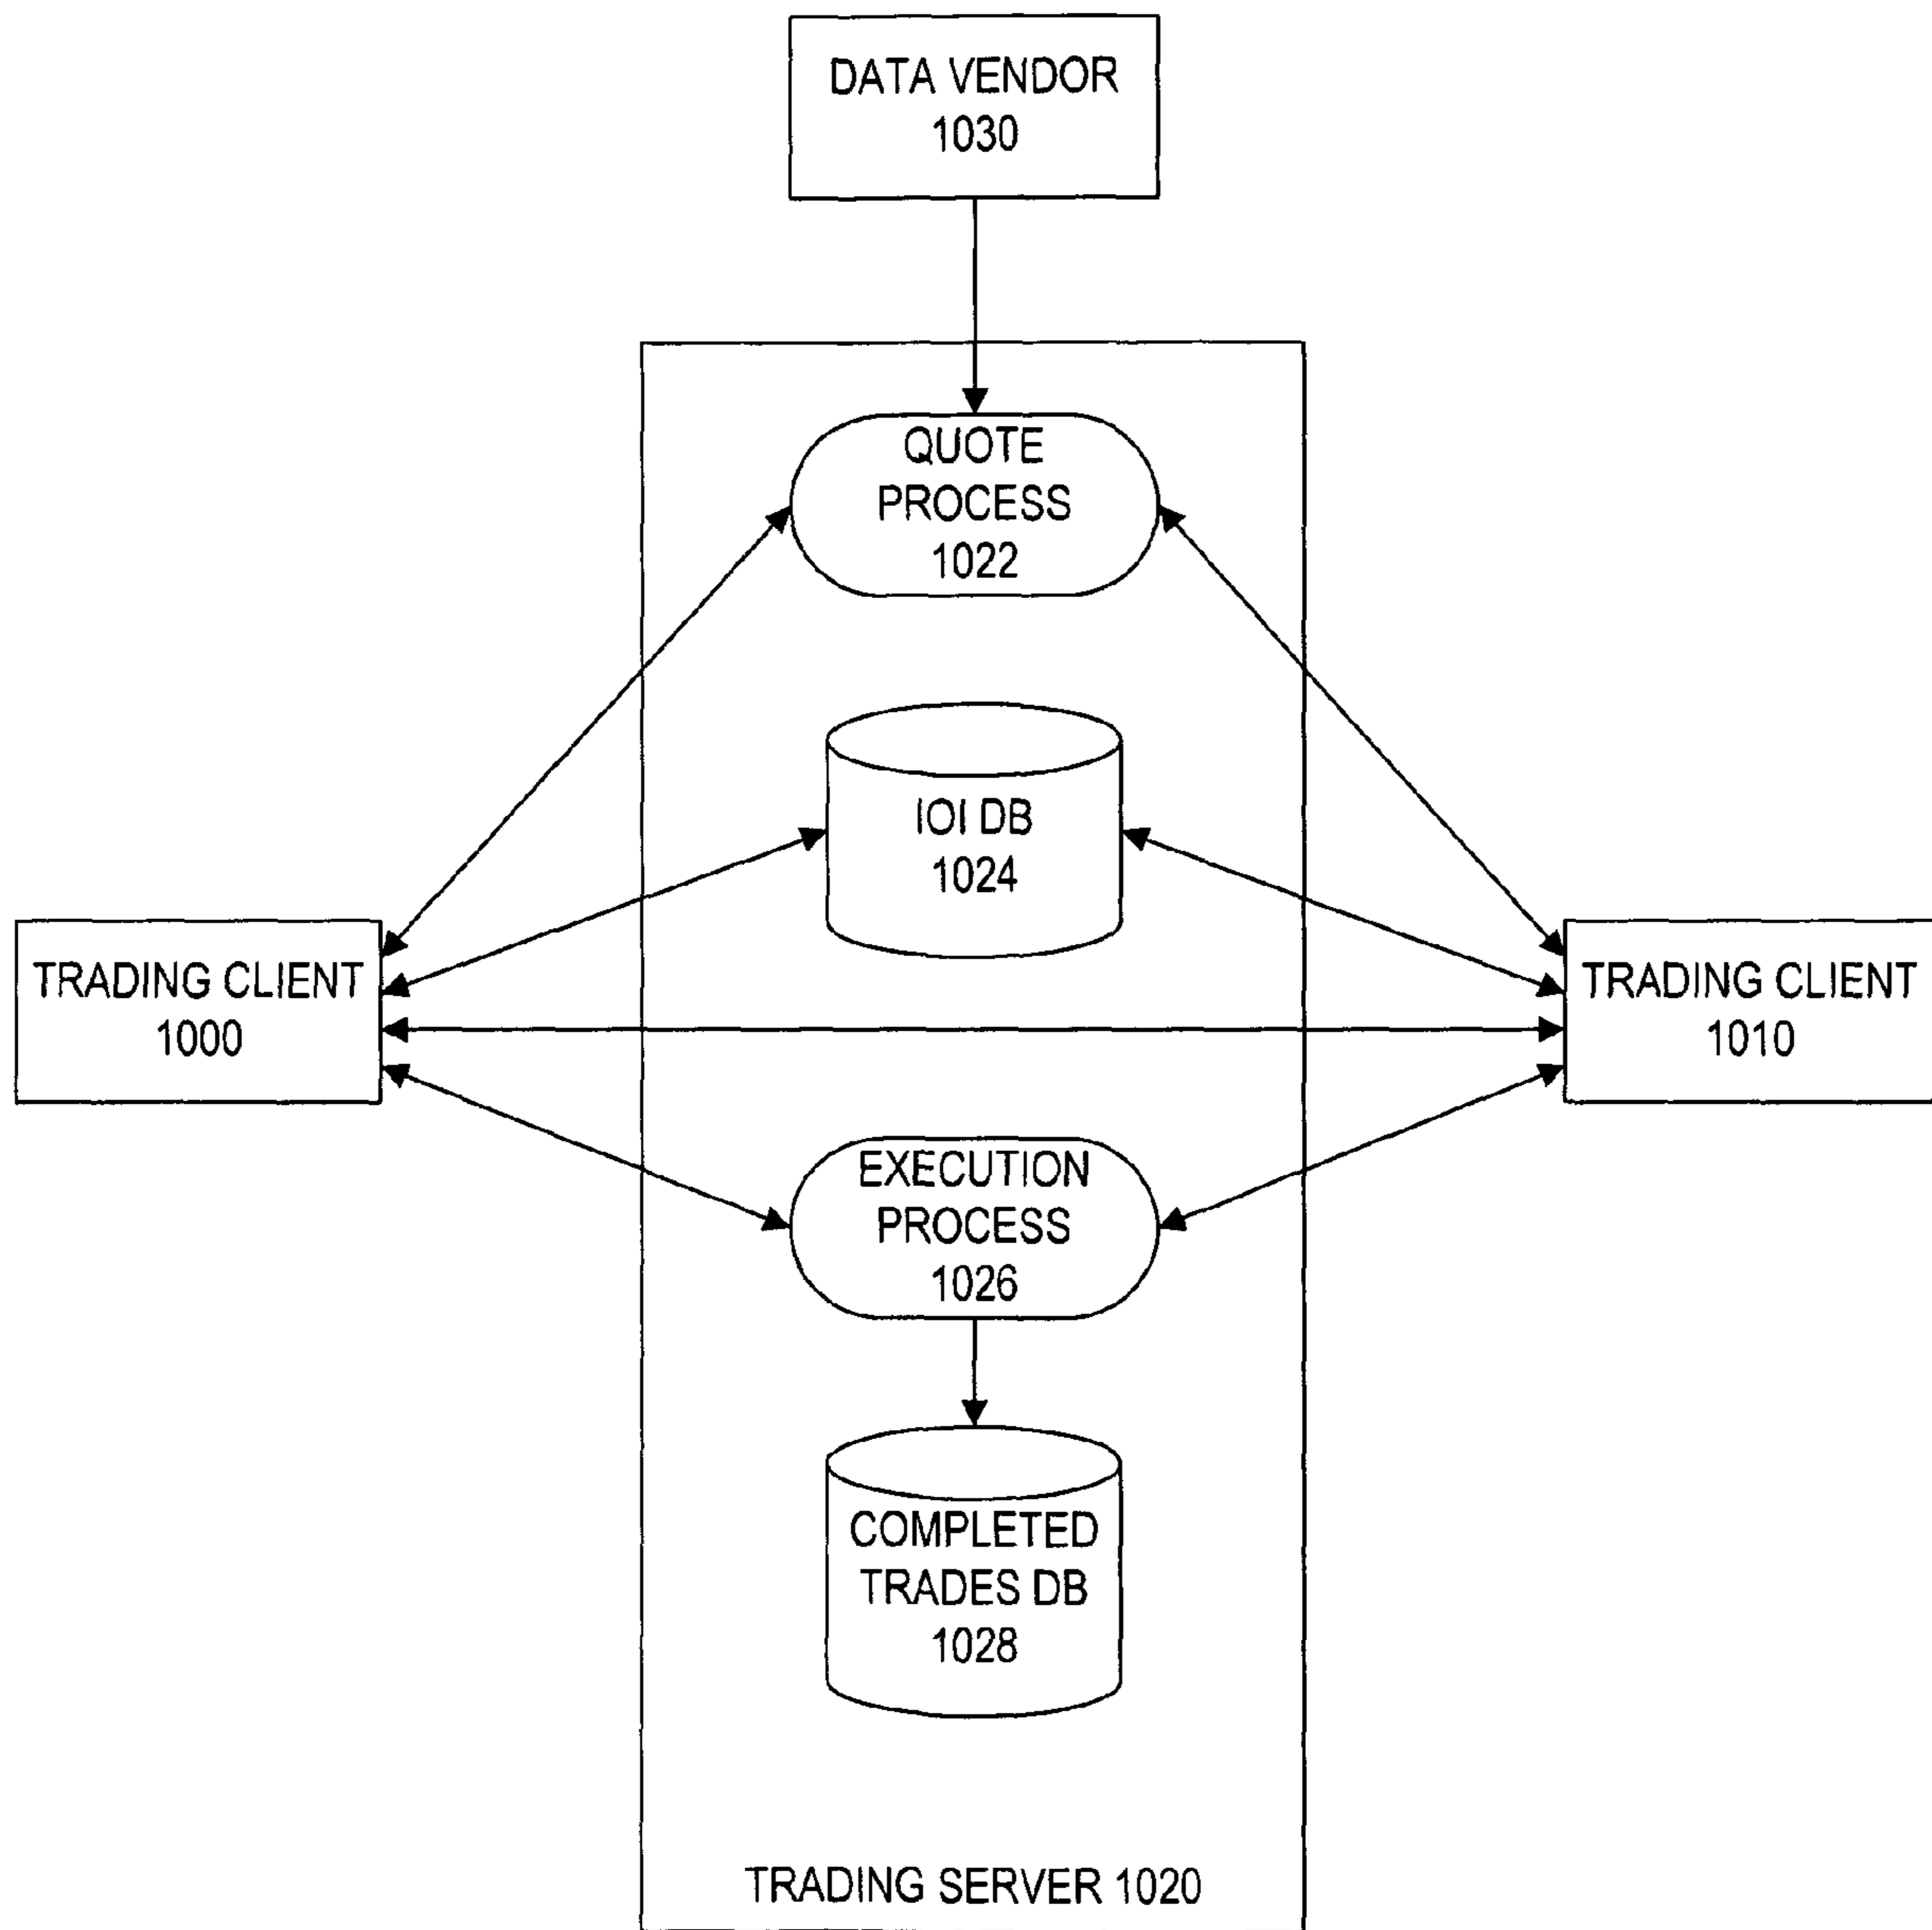 DATA VENDOR
1030
QUOTE
PROCESS
1022
IOI DB
1024
TRADING CLIENT
1000
TRADING CLIENT
1010
EXECUTION
PROCESS
1026
COMPLETED
TRADES DB
1028
TRADING SERVER 1020